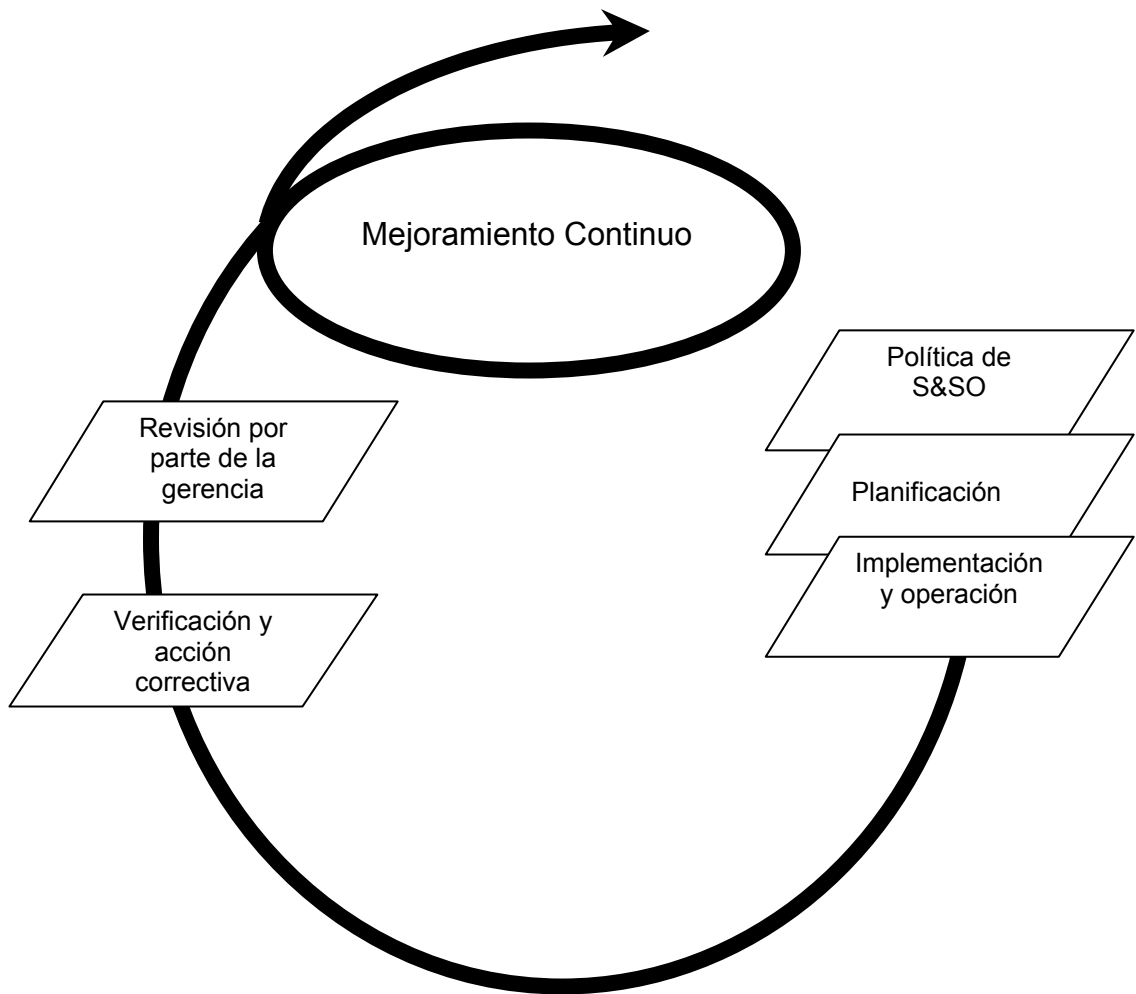 Mejoramiento Continuo
Política de
S&SO
Planificación
Implementación
y operación
Revisión por
parte de la
gerencia
Verificación y
acción
correctiva